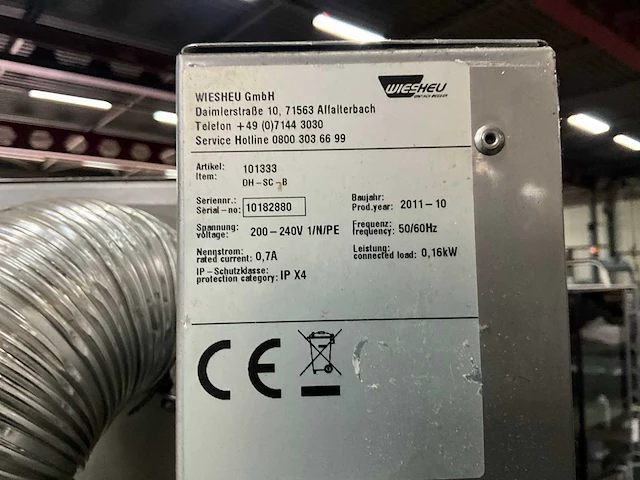 WIESHEU GmbH
Daimlerstraße 10, 71563 Affalterbach
Telefon +49 (0)7144 3030
Service Hotline 0800 303 66 99
WIESHEU
Artikel: 101333
Item: DH-SC-B
Seriennr.: 10182880
Serial-no:
Baujahr: 2011-10
Prod.year:
Spannung: 200-240V 1/N/PE
voltage:
Frequenz: 50/60Hz
frequency:
Nennstrom: 0,7A
rated current:
Leistung: 0,16kW
connected load:
IP-Schutzklasse: IP X4
protection category:
CE